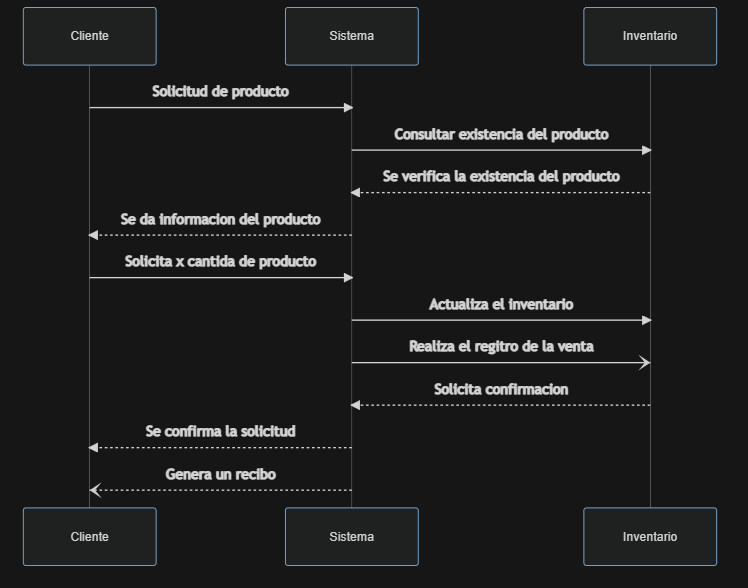 Cliente
Sistema
Inventario
Solicitud de producto
Consultar existencia del producto
Se verifica la existencia del producto
Se da informacion del producto
Solicita x cantida de producto
Actualiza el inventario
Realiza el regitro de la venta
Solicita confirmacion
Se confirma la solicitud
Genera un recibo
Cliente
Sistema
Inventario